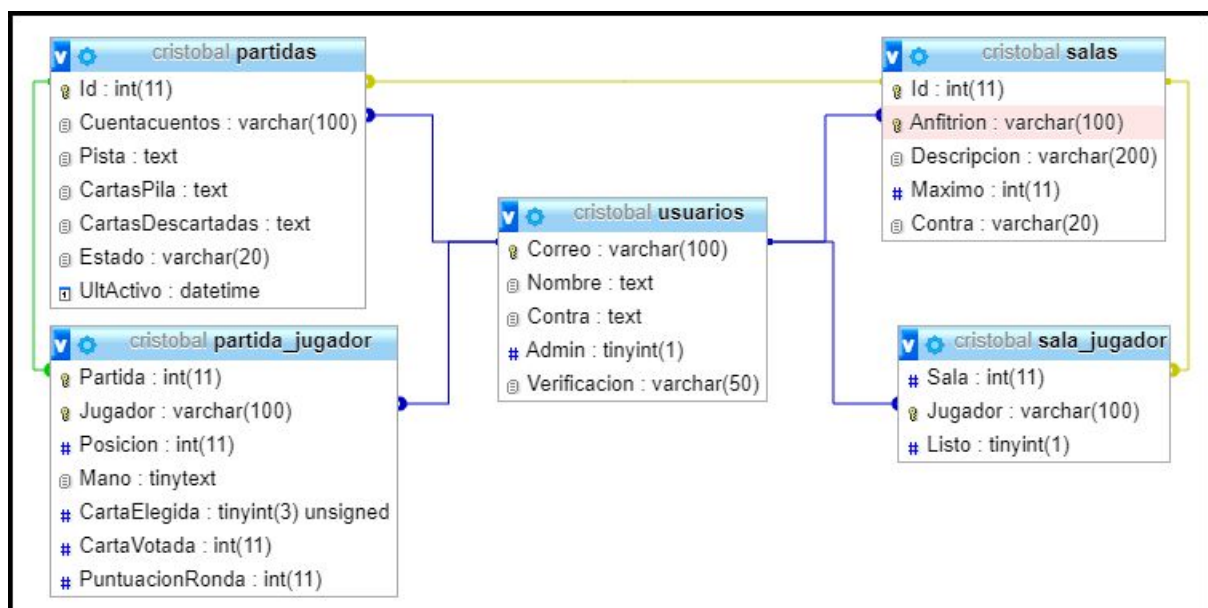 cristobal partidas
Id : int(11)
Cuentacuentos : varchar(100)
Pista : text
CartasPila : text
CartasDescartadas : text
Estado : varchar(20)
UltActivo : datetime
cristobal salas
Id : int(11)
Anfitrion : varchar(100)
Descripcion : varchar(200)
Maximo : int(11)
Contra : varchar(20)
cristobal usuarios
Correo : varchar(100)
Nombre : text
Contra : text
Admin : tinyint(1)
Verificacion : varchar(50)
cristobal partida_jugador
Partida : int(11)
Jugador : varchar(100)
Posicion : int(11)
Mano : tinytext
CartaElegida : tinyint(3) unsigned
CartaVotada : int(11)
PuntuacionRonda : int(11)
cristobal sala_jugador
Sala : int(11)
Jugador : varchar(100)
Listo : tinyint(1)